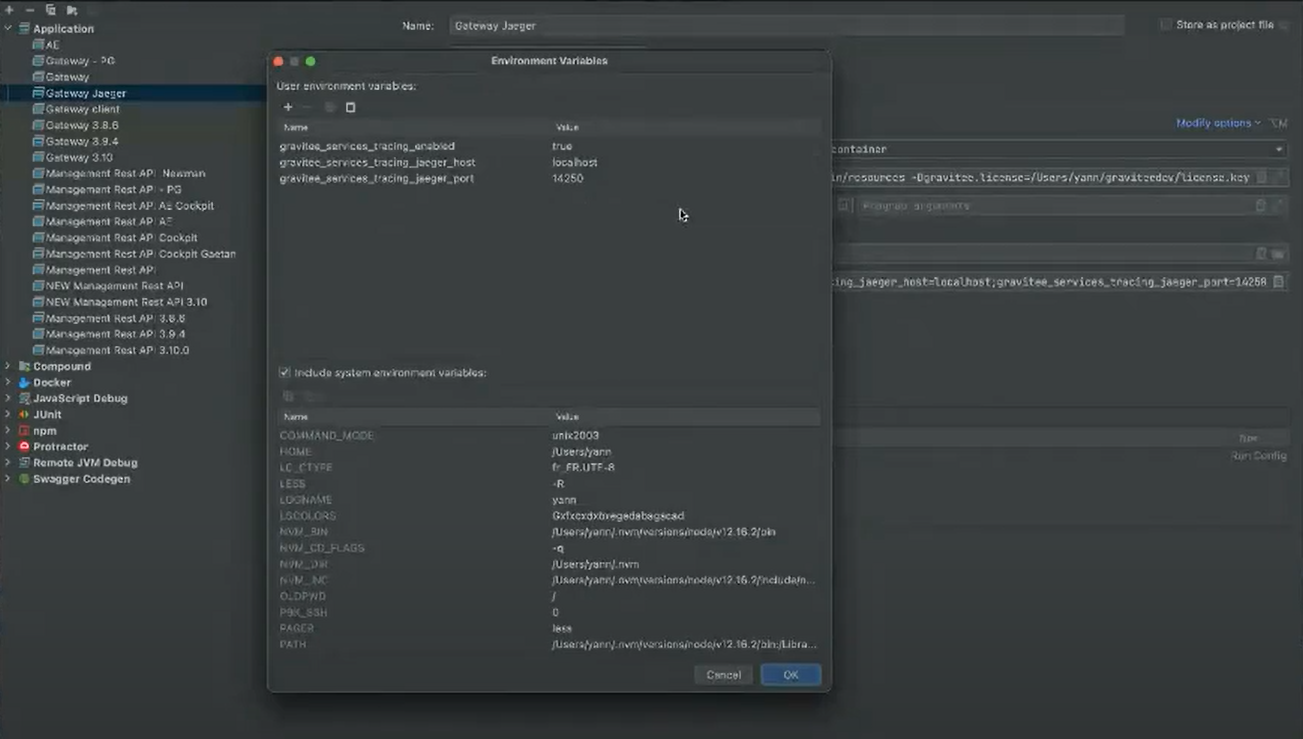 Application
AE
Gateway - PG
Gateway
Gateway Jaeger
Gateway client
Gateway 3.8.6
Gateway 3.9.4
Gateway 3.10
Management Rest API Newman
Management Rest API - PG
Management Rest API AE Cockpit
Management Rest API AE
Management Rest API Cockpit
Management Rest API Cockpit Gaetan
Management Rest API
NEW Management Rest API
NEW Management Rest API 3.10
Management Rest API 3.8.6
Management Rest API 3.9.4
Management Rest API 3.10.0
Compound
Docker
JavaScript Debug
JUnit
npm
Protractor
Remote JVM Debug
Swagger Codegen
Name: Gateway Jaeger
Store as project file
Modify options
container
in/resources -Dgravitee.license=/Users/yann/graviteedev/license.key
Program arguments
ing_jaeger_host=localhost;gravitee_services_tracing_jaeger_port=14250
Run Config
Environment Variables
User environment variables:
Name Value
gravitee_services_tracing_enabled true
gravitee_services_tracing_jaeger_host localhost
gravitee_services_tracing_jaeger_port 14250
Include system environment variables:
Name Value
COMMAND_MODE unix2003
HOME /Users/yann
LC_CTYPE fr_FR.UTF-8
LESS -R
LOGNAME yann
LSCOLORS
NVM_BIN /Users/yann/.nvm/versions/node/v12.16.2/bin
NVM_CD_FLAGS -q
NVM_DIR /Users/yann/.nvm
NVM_INC /Users/yann/.nvm/versions/node/v12.16.2/include/n...
OLDPWD /
P9K_SSH 0
PAGER less
PATH /Users/yann/.nvm/versions/node/v12.16.2/bin:/Libra...
Cancel OK